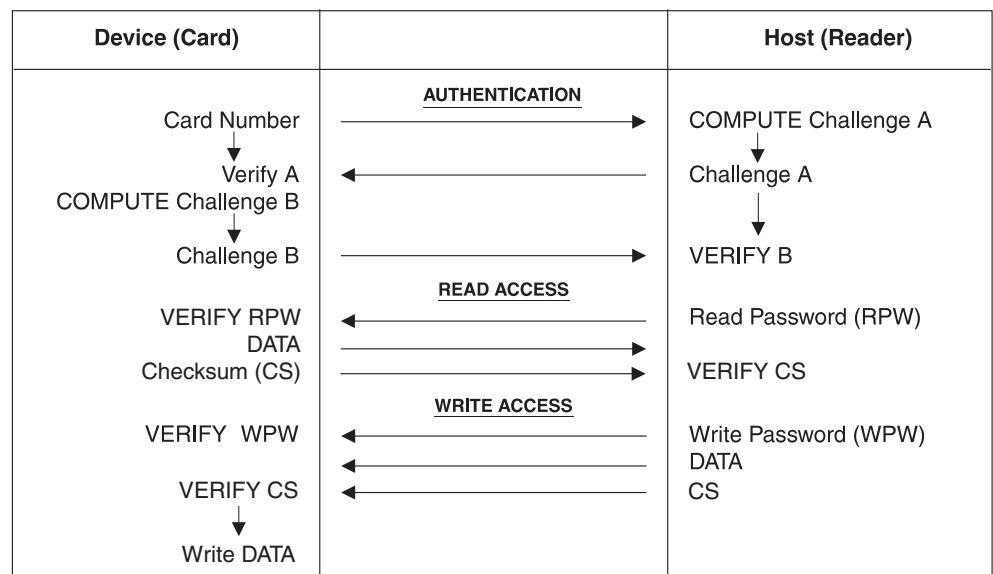 Device (Card) Host (Reader)
AUTHENTICATION
Card Number COMPUTE Challenge A
Verify A Challenge A
COMPUTE Challenge B
Challenge B VERIFY B
READ ACCESS
VERIFY RPW Read Password (RPW)
DATA
Checksum (CS) VERIFY CS
WRITE ACCESS
VERIFY WPW Write Password (WPW)
DATA
VERIFY CS CS
Write DATA